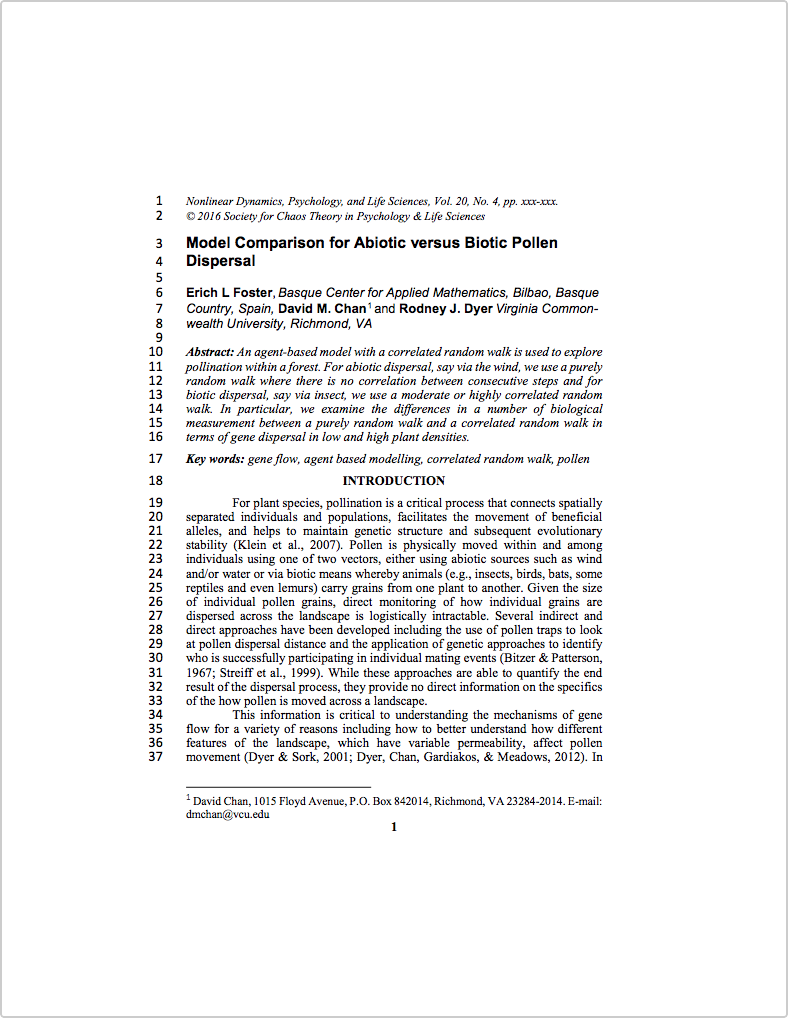 1 Nonlinear Dynamics, Psychology, and Life Sciences, Vol. 20, No. 4, pp. xxx-xxx.
2 © 2016 Society for Chaos Theory in Psychology & Life Sciences
3 Model Comparison for Abiotic versus Biotic Pollen
4 Dispersal
5
6 Erich L Foster, Basque Center for Applied Mathematics, Bilbao, Basque
7 Country, Spain, David M. Chan1 and Rodney J. Dyer Virginia Common-
8 wealth University, Richmond, VA
9
10 Abstract: An agent-based model with a correlated random walk is used to explore
11 pollination within a forest. For abiotic dispersal, say via the wind, we use a purely
12 random walk where there is no correlation between consecutive steps and for
13 biotic dispersal, say via insect, we use a moderate or highly correlated random
14 walk. In particular, we examine the differences in a number of biological
15 measurement between a purely random walk and a correlated random walk in
16 terms of gene dispersal in low and high plant densities.
17 Key words: gene flow, agent based modelling, correlated random walk, pollen
18 INTRODUCTION
19 For plant species, pollination is a critical process that connects spatially
20 separated individuals and populations, facilitates the movement of beneficial
21 alleles, and helps to maintain genetic structure and subsequent evolutionary
22 stability (Klein et al., 2007). Pollen is physically moved within and among
23 individuals using one of two vectors, either using abiotic sources such as wind
24 and/or water or via biotic means whereby animals (e.g., insects, birds, bats, some
25 reptiles and even lemurs) carry grains from one plant to another. Given the size
26 of individual pollen grains, direct monitoring of how individual grains are
27 dispersed across the landscape is logistically intractable. Several indirect and
28 direct approaches have been developed including the use of pollen traps to look
29 at pollen dispersal distance and the application of genetic approaches to identify
30 who is successfully participating in individual mating events (Bitzer & Patterson,
31 1967; Streiff et al., 1999). While these approaches are able to quantify the end
32 result of the dispersal process, they provide no direct information on the specifics
33 of the how pollen is moved across a landscape.
34 This information is critical to understanding the mechanisms of gene
35 flow for a variety of reasons including how to better understand how different
36 features of the landscape, which have variable permeability, affect pollen
37 movement (Dyer & Sork, 2001; Dyer, Chan, Gardiakos, & Meadows, 2012). In
1 David Chan, 1015 Floyd Avenue, P.O. Box 842014, Richmond, VA 23284-2014. E-mail:
dmchan@vcu.edu
1